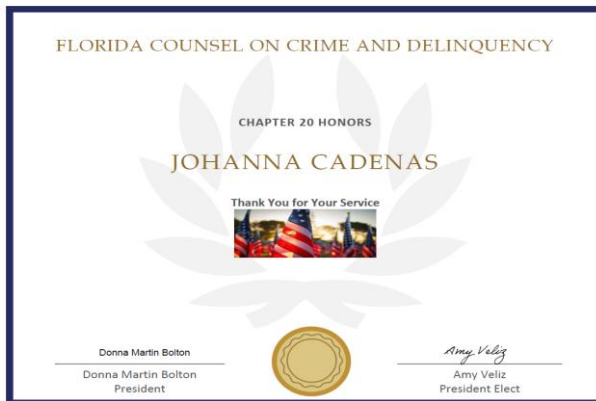 FLORIDA COUNSEL ON CRIME AND DELINQUENCY
CHAPTER 20 HONORS
JOHANNA CADENAS
Thank You for Your Service
Donna Martin Bolton
Donna Martin Bolton
President
Amy Veliz
Amy Veliz
President Elect